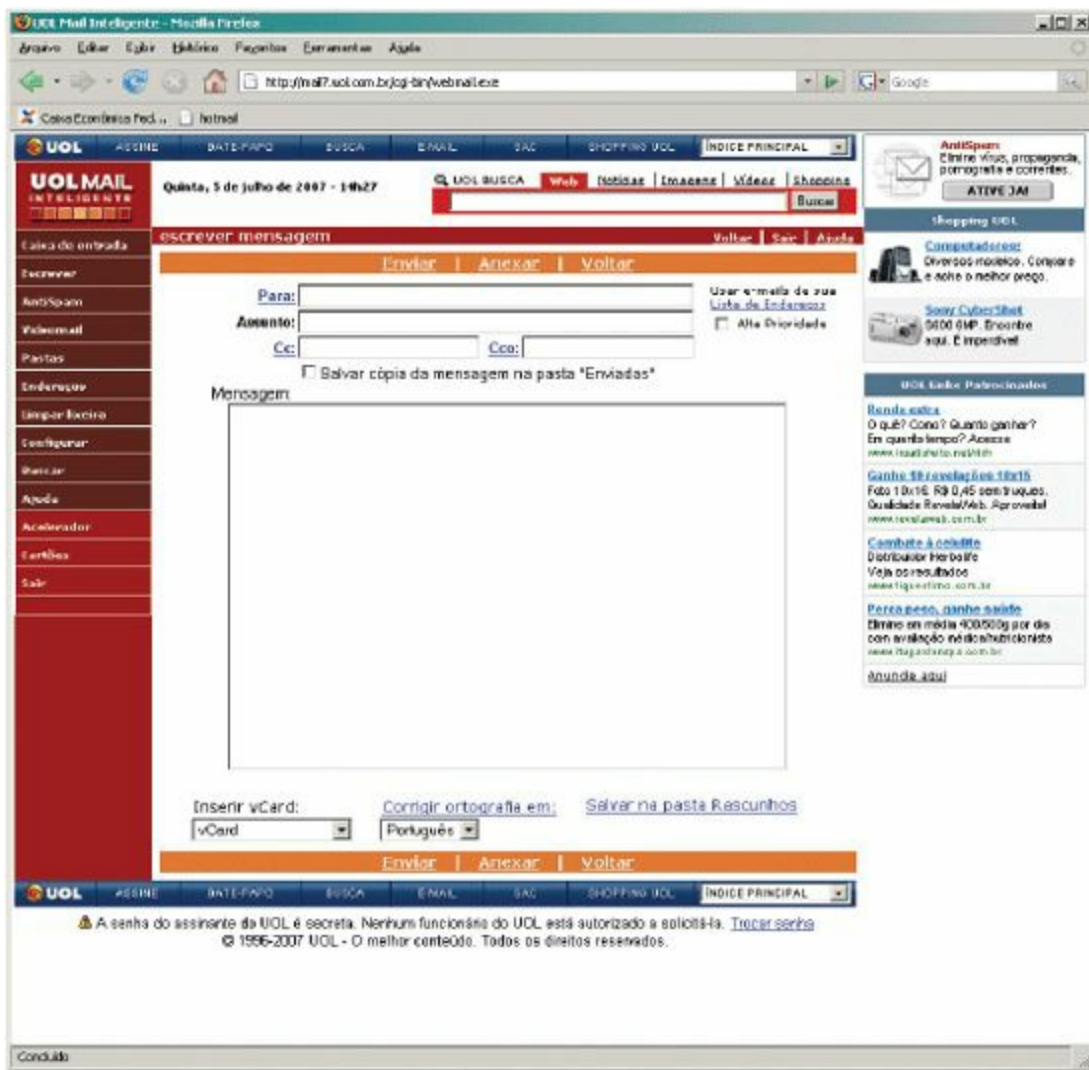 UOL Mail Inteligente - Mozilla Firefox
Arquivo Editar Exibir Histórico Favoritos Ferramentas Ajuda
http://mail7.uol.com.br/cgi-bin/webmail.exe
Google
Caixa Econômica Fed... hotmail
UOL ASSINE BATE-PAPO BUSCA E-MAIL SAC SHOPPING UOL ÍNDICE PRINCIPAL
UOL MAIL
INTELIGENTE
Quinta, 5 de julho de 2007 - 14h27
UOL BUSCA Web Notícias Imagens Vídeos Shopping
Buscar
escrever mensagem Voltar | Sair | Ajuda
Enviar | Anexar | Voltar
Caixa de entrada
Escrever
AntiSpam
Videomail
Pastas
Endereços
Limpar lixeira
Configurar
Buscar
Ajuda
Acelerador
Cartões
Sair
Para:
Assunto:
Cc: Cco:
Usar e-mails de sua
Lista de Endereços
Alta Prioridade
Salvar cópia da mensagem na pasta "Enviadas"
Mensagem:
Inserir vCard: Corrigir ortografia em: Salvar na pasta Rascunhos
vCard Português
Enviar | Anexar | Voltar
UOL ASSINE BATE-PAPO BUSCA E-MAIL SAC SHOPPING UOL ÍNDICE PRINCIPAL
A senha do assinante do UOL é secreta. Nenhum funcionário do UOL está autorizado a solicitá-la. Trocar senha
© 1996-2007 UOL - O melhor conteúdo. Todos os direitos reservados.
AntiSpam
Elimine vírus, propaganda,
pornografia e correntes.
ATIVE JÁ!
Shopping UOL
Computadores:
Diversos modelos. Compare
e ache o melhor preço.
Sony CyberShot
S600 6MP. Encontre
aqui. É imperdível!
UOL Links Patrocinados
Renda extra
O quê? Como? Quanto ganhar?
Em quanto tempo? Acesse
Ganhe 10 revelações 10x15
Foto 10x15 R$ 0,45 sem truques.
Qualidade RevelaWeb. Aproveite!
www.revelaweb.com.br
Combate à celulite
Distribuidor Herbalife
Veja os resultados
Perca peso, ganhe saúde
Elimine em média 400/500g por dia
com avaliação médica/nutricionista
Anuncie aqui
Concluído